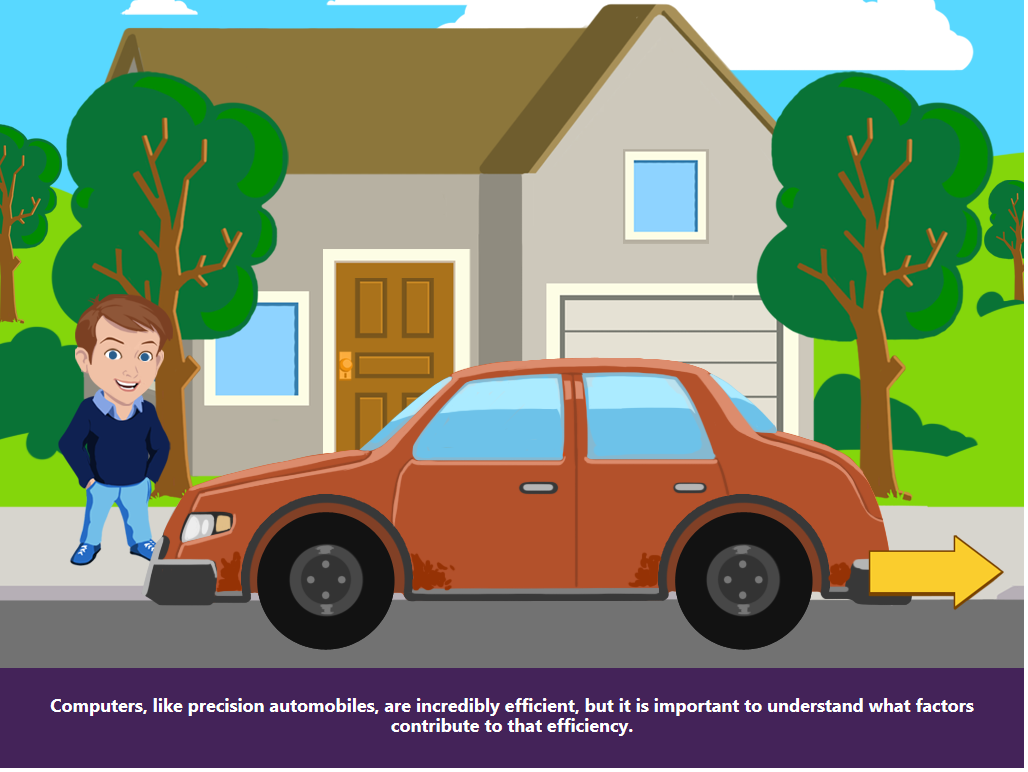 Computers, like precision automobiles, are incredibly efficient, but it is important to understand what factors
contribute to that efficiency.